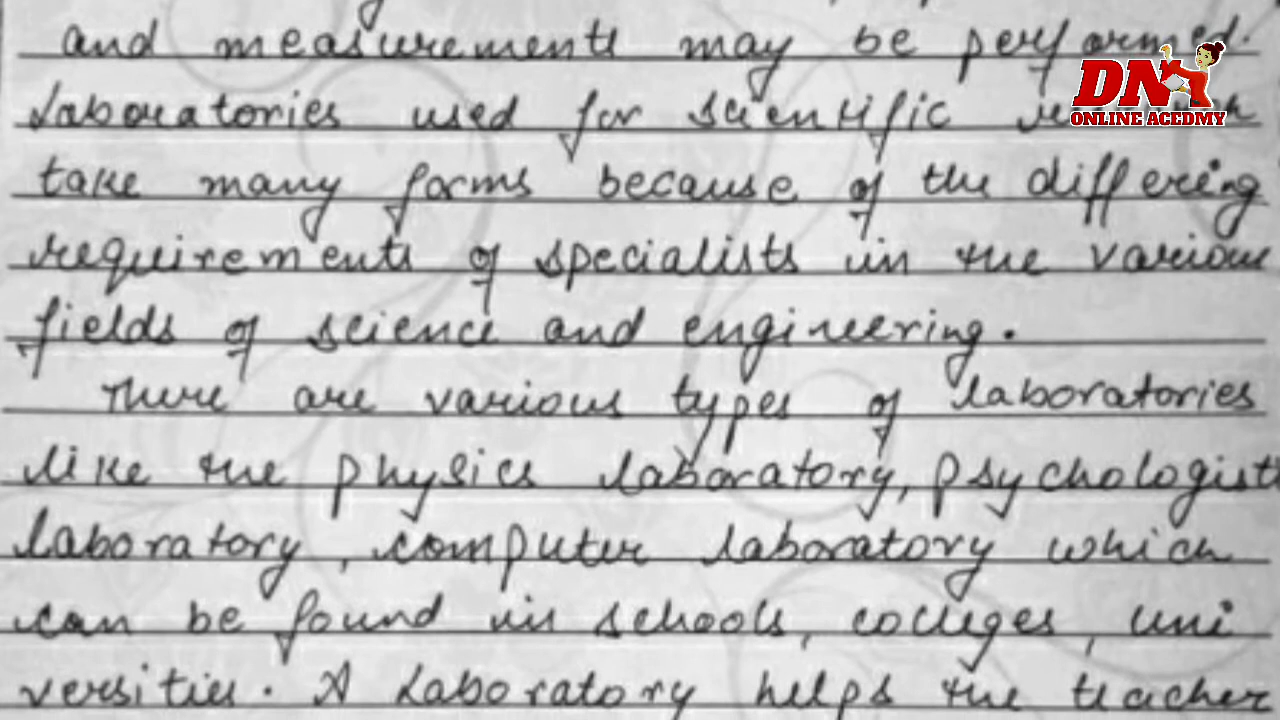 and measurements may be performed.
DN
ONLINE ACEDMY
Laboratories used for scientific
take many forms because of the differing
requirements of specialists in the various
fields of science and engineering.
There are various types of laboratories
like the physics laboratory, psychologist
laboratory, computer laboratory which
can be found in schools, colleges, uni
versities. A Laboratory helps the teacher